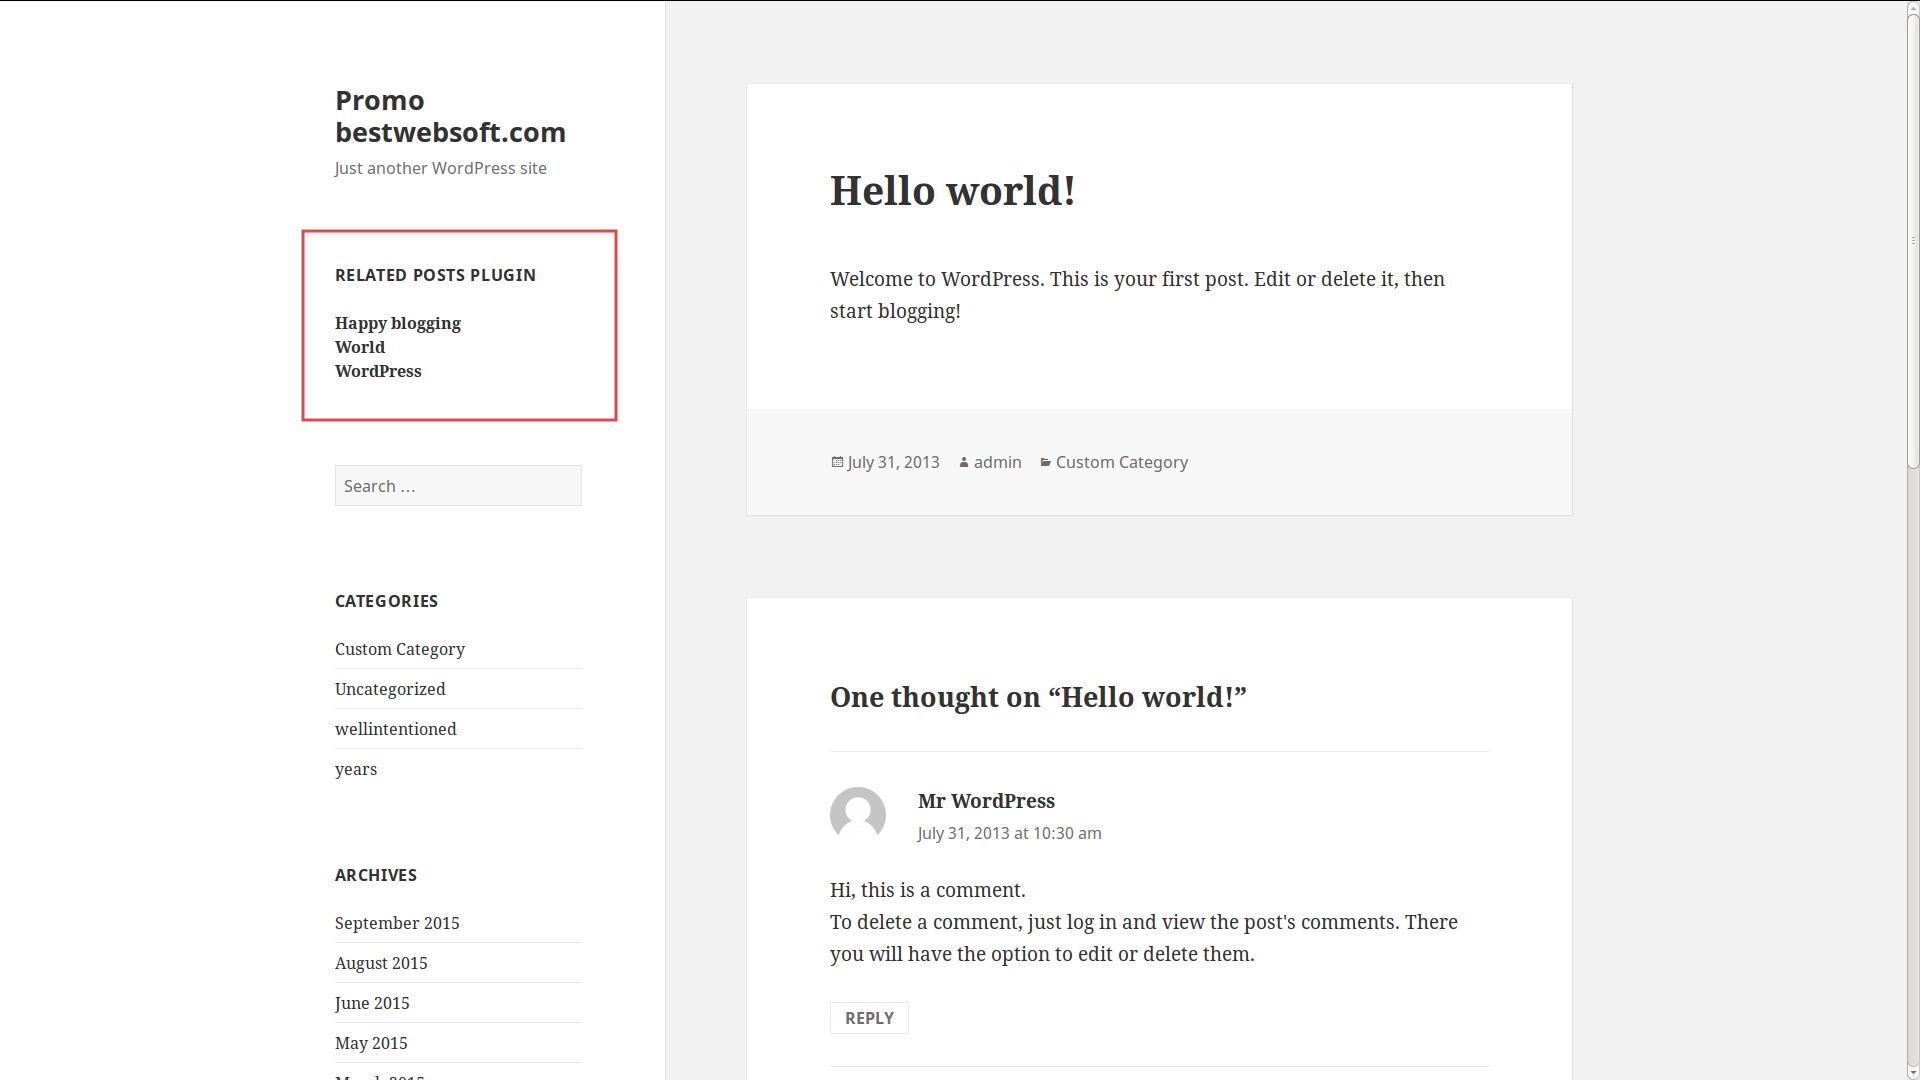 Promo
bestwebsoft.com
Just another WordPress site
RELATED POSTS PLUGIN
Happy blogging
World
WordPress
Search …
CATEGORIES
Custom Category
Uncategorized
wellintentioned
years
ARCHIVES
September 2015
August 2015
June 2015
May 2015
Hello world!
Welcome to WordPress. This is your first post. Edit or delete it, then
start blogging!
July 31, 2013 admin Custom Category
One thought on “Hello world!”
Mr WordPress
July 31, 2013 at 10:30 am
Hi, this is a comment.
To delete a comment, just log in and view the post's comments. There
you will have the option to edit or delete them.
REPLY